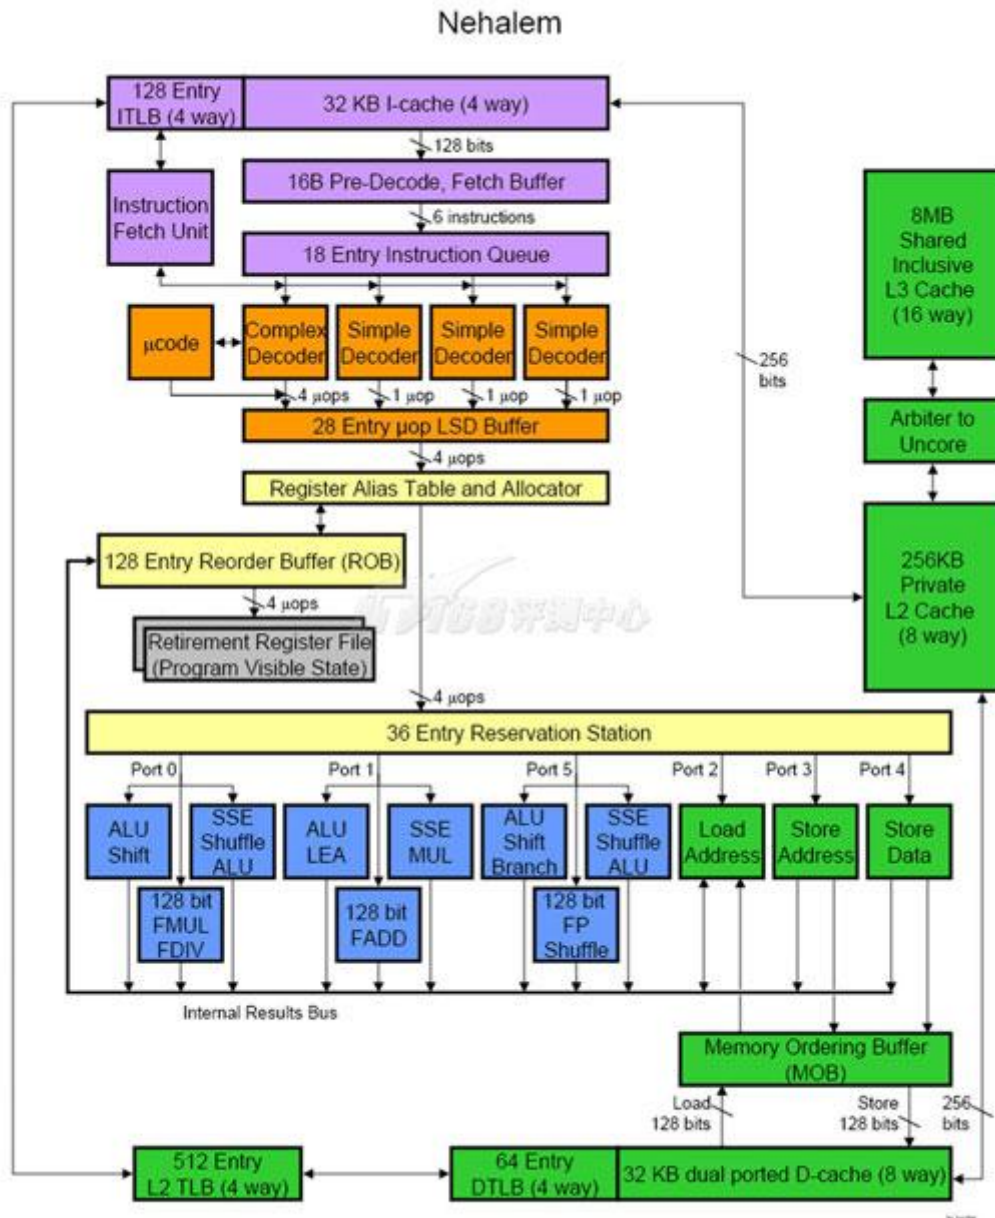 Nehalem
128 Entry
ITLB (4 way)
32 KB I-cache (4 way)
128 bits
16B Pre-Decode, Fetch Buffer
Instruction
Fetch Unit
6 instructions
18 Entry Instruction Queue
8MB
Shared
Inclusive
L3 Cache
(16 way)
μcode
Complex
Decoder
Simple
Decoder
Simple
Decoder
Simple
Decoder
256
bits
4 μops
1 μop
1 μop
1 μop
28 Entry μop LSD Buffer
Arbiter to
Uncore
4 μops
Register Alias Table and Allocator
128 Entry Reorder Buffer (ROB)
256KB
Private
L2 Cache
(8 way)
4 μops
评测中心
Retirement Register File
(Program Visible State)
4 μops
36 Entry Reservation Station
Port 0
Port 1
Port 5
Port 2
Port 3
Port 4
ALU
Shift
SSE
Shuffle
ALU
ALU
LEA
SSE
MUL
ALU
Shift
Branch
SSE
Shuffle
ALU
Load
Address
Store
Address
Store
Data
128 bit
FMUL
FDIV
128 bit
FADD
128 bit
FP
Shuffle
Internal Results Bus
Memory Ordering Buffer
(MOB)
Load
128 bits
Store
128 bits
256
bits
512 Entry
L2 TLB (4 way)
64 Entry
DTLB (4 way)
32 KB dual ported D-cache (8 way)